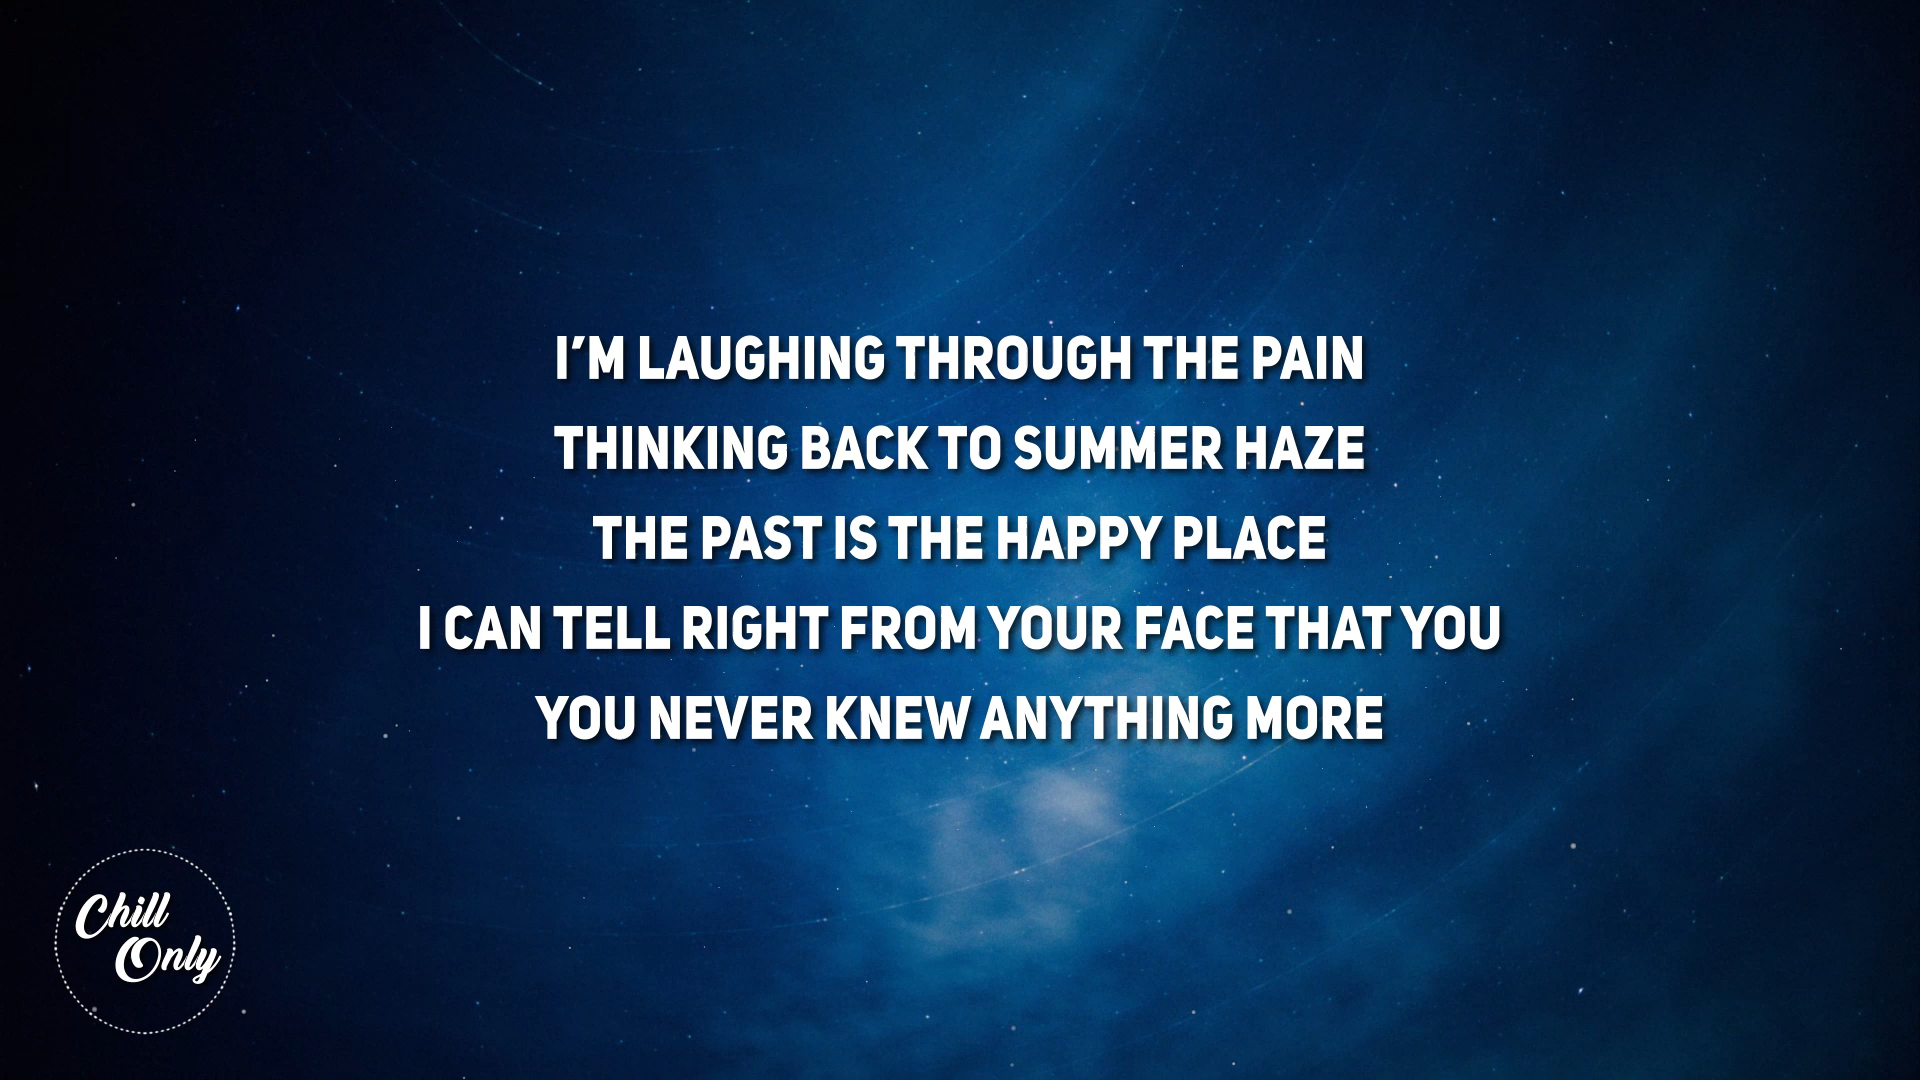 I'M LAUGHING THROUGH THE PAIN
THINKING BACK TO SUMMER HAZE
THE PAST IS THE HAPPY PLACE
I CAN TELL RIGHT FROM YOUR FACE THAT YOU
YOU NEVER KNEW ANYTHING MORE
Chill
Only